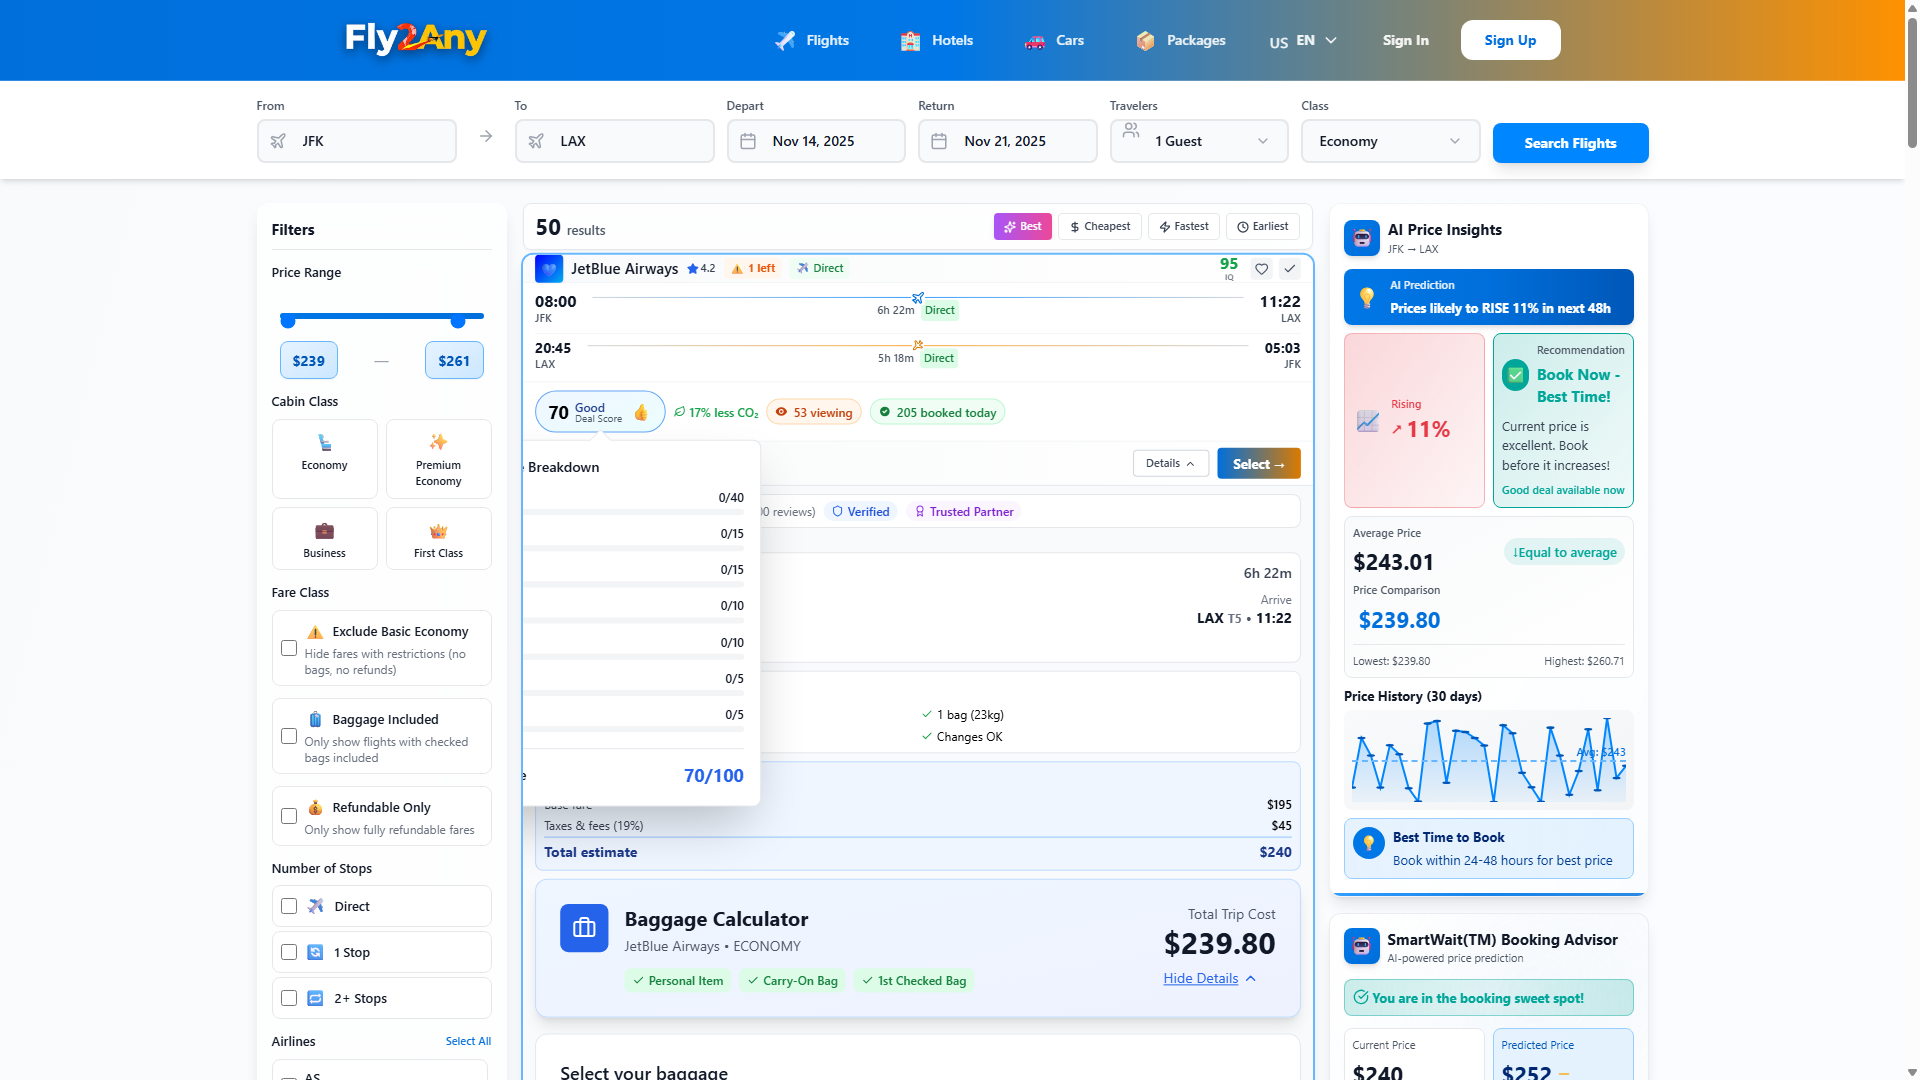 Fly2Any
Flights
Hotels
Cars
Packages
US EN
Sign In
Sign Up
From
JFK
To
LAX
Depart
Nov 14, 2025
Return
Nov 21, 2025
Travelers
1 Guest
Class
Economy
Search Flights
Filters
Price Range
$239
—
$261
Cabin Class
Economy
Premium Economy
Business
First Class
Fare Class
Exclude Basic Economy
Hide fares with restrictions (no bags, no refunds)
Baggage Included
Only show flights with checked bags included
Refundable Only
Only show fully refundable fares
Number of Stops
Direct
1 Stop
2+ Stops
Airlines
Select All
AS
50 results
Best
Cheapest
Fastest
Earliest
JetBlue Airways
4.2
1 left
Direct
95
IQ
08:00
JFK
6h 22m
Direct
11:22
LAX
20:45
LAX
5h 18m
Direct
05:03
JFK
70
Good
Deal Score
17% less CO₂
53 viewing
205 booked today
Details
Select →
Breakdown
0/40
0/15
0/15
0/10
0/10
0/5
0/5
70/100
reviews)
Verified
Trusted Partner
6h 22m
Arrive
LAX T5 • 11:22
1 bag (23kg)
Changes OK
$195
Taxes & fees (19%)
$45
Total estimate
$240
Baggage Calculator
JetBlue Airways • ECONOMY
Personal Item
Carry-On Bag
1st Checked Bag
Total Trip Cost
$239.80
Hide Details
Select your baggage
AI Price Insights
JFK → LAX
AI Prediction
Prices likely to RISE 11% in next 48h
Rising
↗ 11%
Recommendation
Book Now - Best Time!
Current price is excellent. Book before it increases!
Good deal available now
Average Price
$243.01
↓Equal to average
Price Comparison
$239.80
Lowest: $239.80
Highest: $260.71
Price History (30 days)
Avg: $243
Best Time to Book
Book within 24-48 hours for best price
SmartWait(TM) Booking Advisor
AI-powered price prediction
You are in the booking sweet spot!
Current Price
$240
Predicted Price
$252